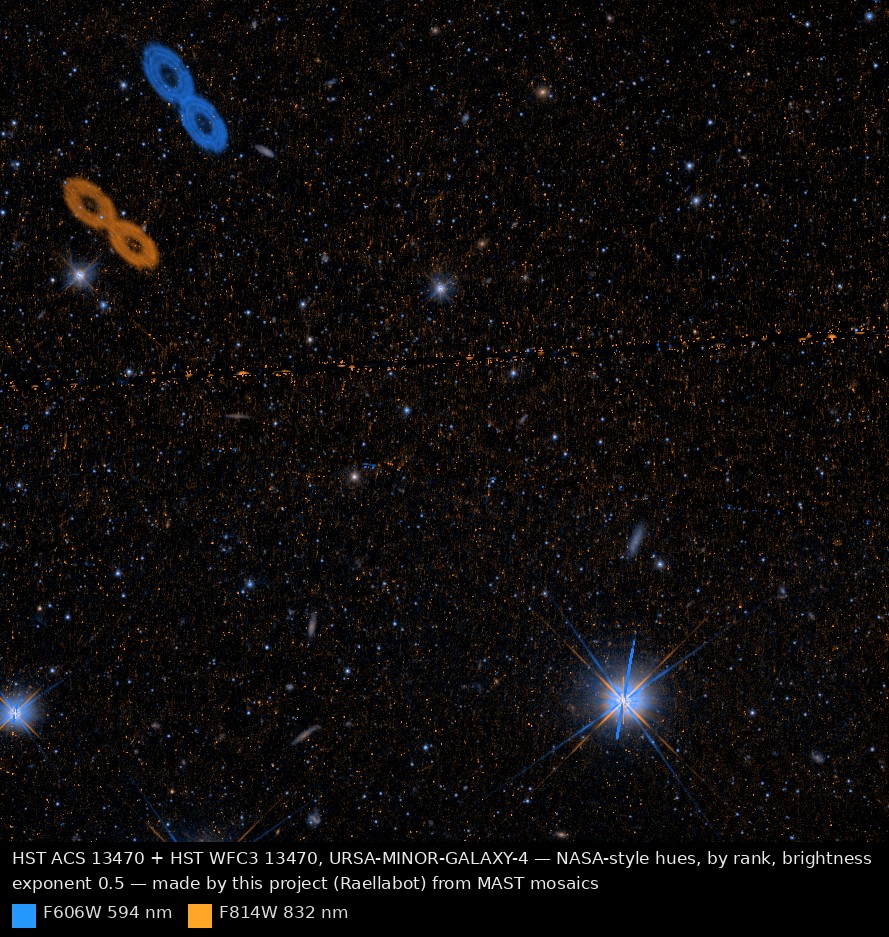 HST ACS 13470 + HST WFC3 13470, URSA-MINOR-GALAXY-4 — NASA-style hues, by rank, brightness
exponent 0.5 — made by this project (Raellabot) from MAST mosaics
F606W 594 nm F814W 832 nm